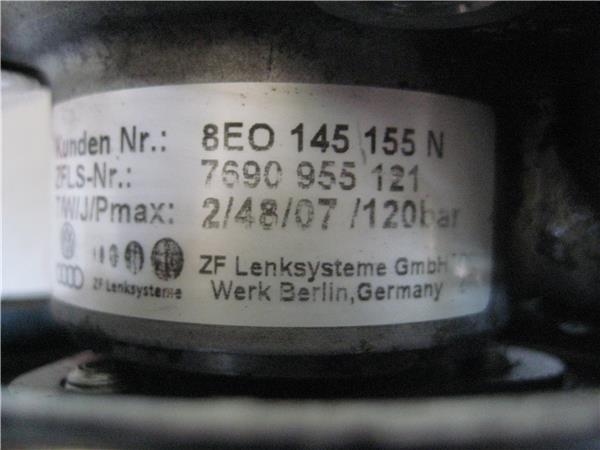 Kunden Nr.: 8EO 145 155 N
ZFLS-Nr.: 7690 955 121
T/W/J/Pmax: 2/48/07 /120bar
ZF Lenksysteme GmbH
ZF Lenksysteme Werk Berlin,Germany